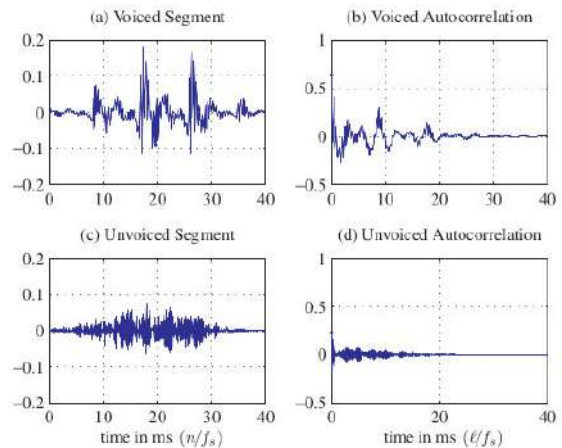 (a) Voiced Segment
(b) Voiced Autocorrelation
0.2
0.1
0
−0.1
−0.2
0 10 20 30 40
1
0.5
0
−0.5
0 10 20 30 40
(c) Unvoiced Segment
(d) Unvoiced Autocorrelation
0.2
0.1
0
−0.1
−0.2
0 10 20 30 40
time in ms (n/fₛ)
1
0.5
0
−0.5
0 10 20 30 40
time in ms (ℓ/fₛ)